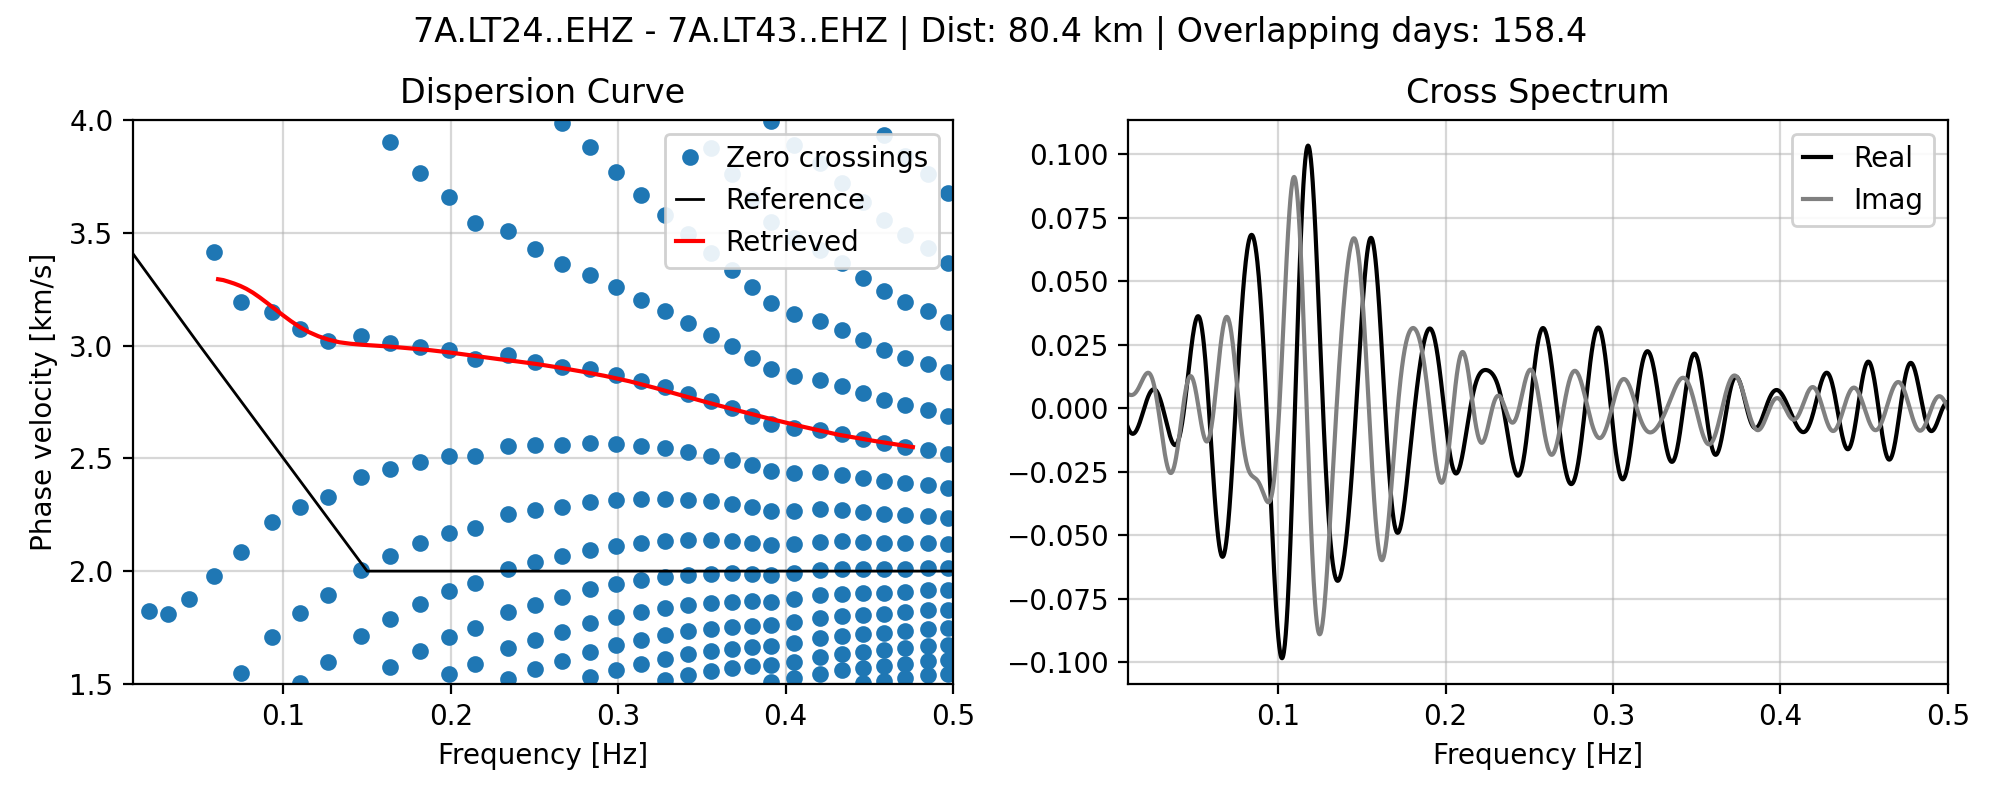 7A.LT24..EHZ - 7A.LT43..EHZ | Dist: 80.4 km | Overlapping days: 158.4
Dispersion Curve
4.0
3.5
3.0
2.5
2.0
1.5
Phase velocity [km/s]
Zero crossings
Reference
Retrieved
0.1
0.2
0.3
0.4
0.5
Frequency [Hz]
Cross Spectrum
0.100
0.075
0.050
0.025
0.000
−0.025
−0.050
−0.075
−0.100
Real
Imag
0.1
0.2
0.3
0.4
0.5
Frequency [Hz]